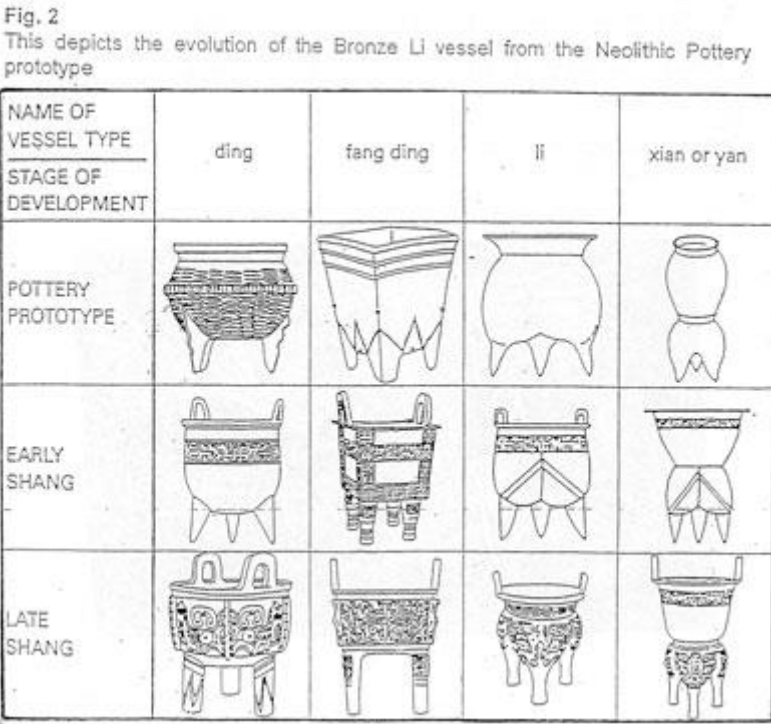 Fig. 2
This depicts the evolution of the Bronze Li vessel from the Neolithic Pottery
prototype
NAME OF
VESSEL TYPE
STAGE OF
DEVELOPMENT
ding
fang ding
li
xian or yan
POTTERY
PROTOTYPE
EARLY
SHANG
LATE
SHANG